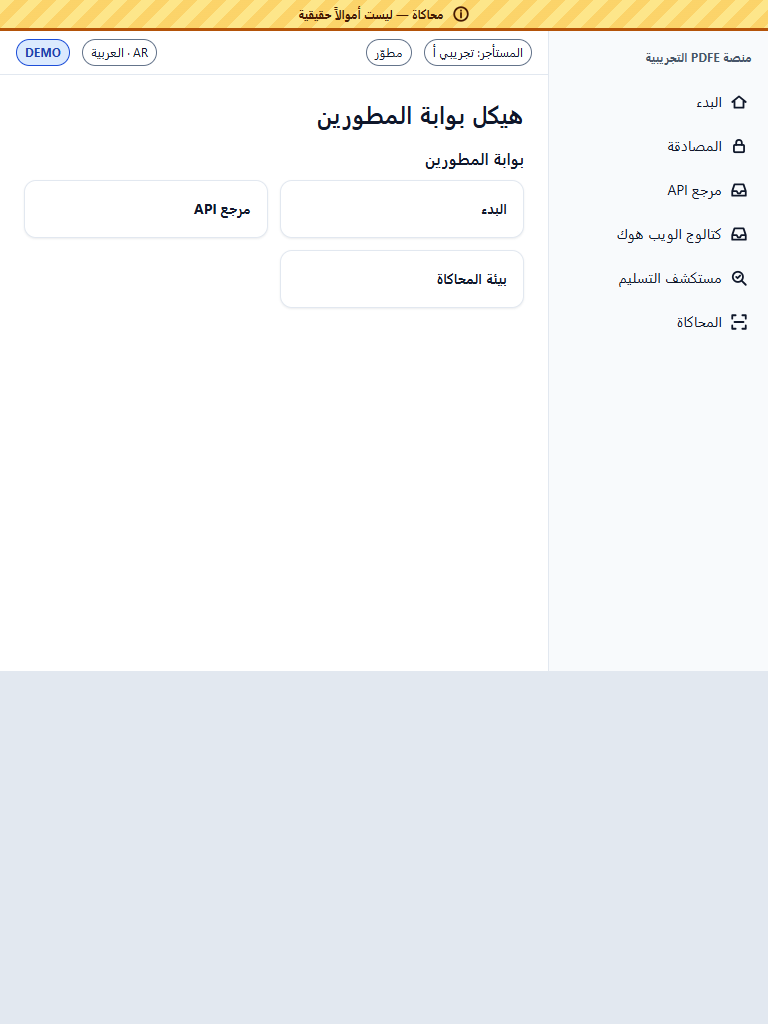 محاكاة — ليست أموالاً حقيقية
منصة PDFE التجريبية
البدء
المصادقة
مرجع API
كتالوج الويب هوك
مستكشف التسليم
المحاكاة
المستأجر: تجريبي أ
مطوّر
AR · العربية
DEMO
هيكل بوابة المطورين
بوابة المطورين
البدء
مرجع API
بيئة المحاكاة